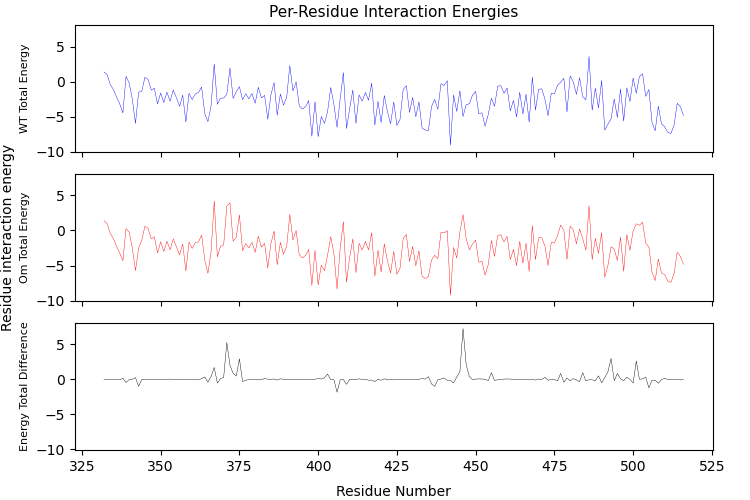 Per-Residue Interaction Energies
Residue interaction energy
WT Total Energy
5
0
−5
−10
Om Total Energy
5
0
−5
−10
Energy Total Difference
5
0
−5
−10
325 350 375 400 425 450 475 500 525
Residue Number